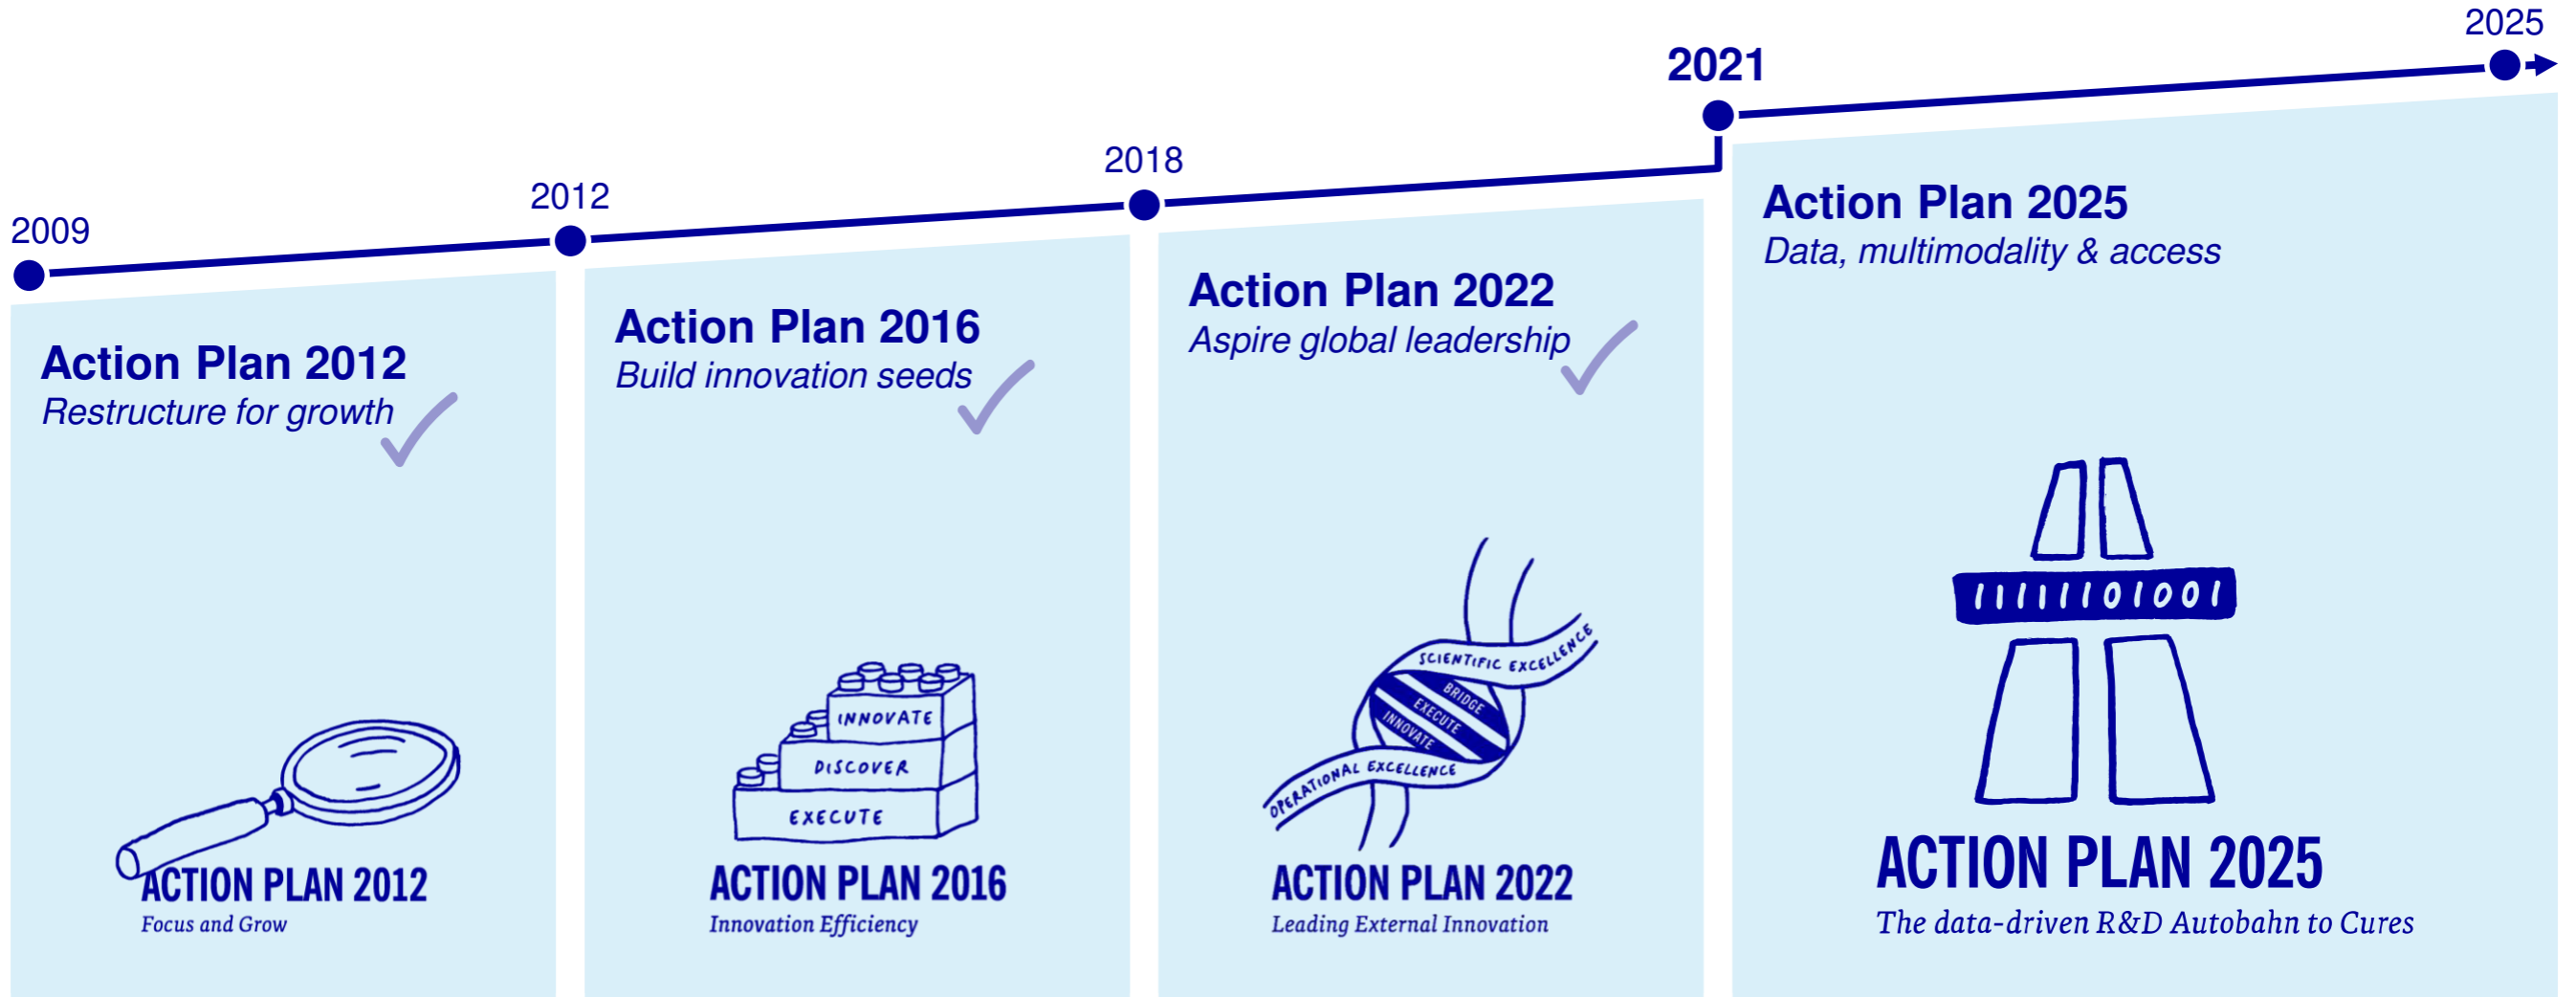 2009
2012
2018
2021
2025
Action Plan 2012
Restructure for growth
ACTION PLAN 2012
Focus and Grow
Action Plan 2016
Build innovation seeds
INNOVATE
DISCOVER
EXECUTE
ACTION PLAN 2016
Innovation Efficiency
Action Plan 2022
Aspire global leadership
SCIENTIFIC EXCELLENCE
BRIDGE
EXECUTE
INNOVATE
OPERATIONAL EXCELLENCE
ACTION PLAN 2022
Leading External Innovation
Action Plan 2025
Data, multimodality & access
11111101001
ACTION PLAN 2025
The data-driven R&D Autobahn to Cures